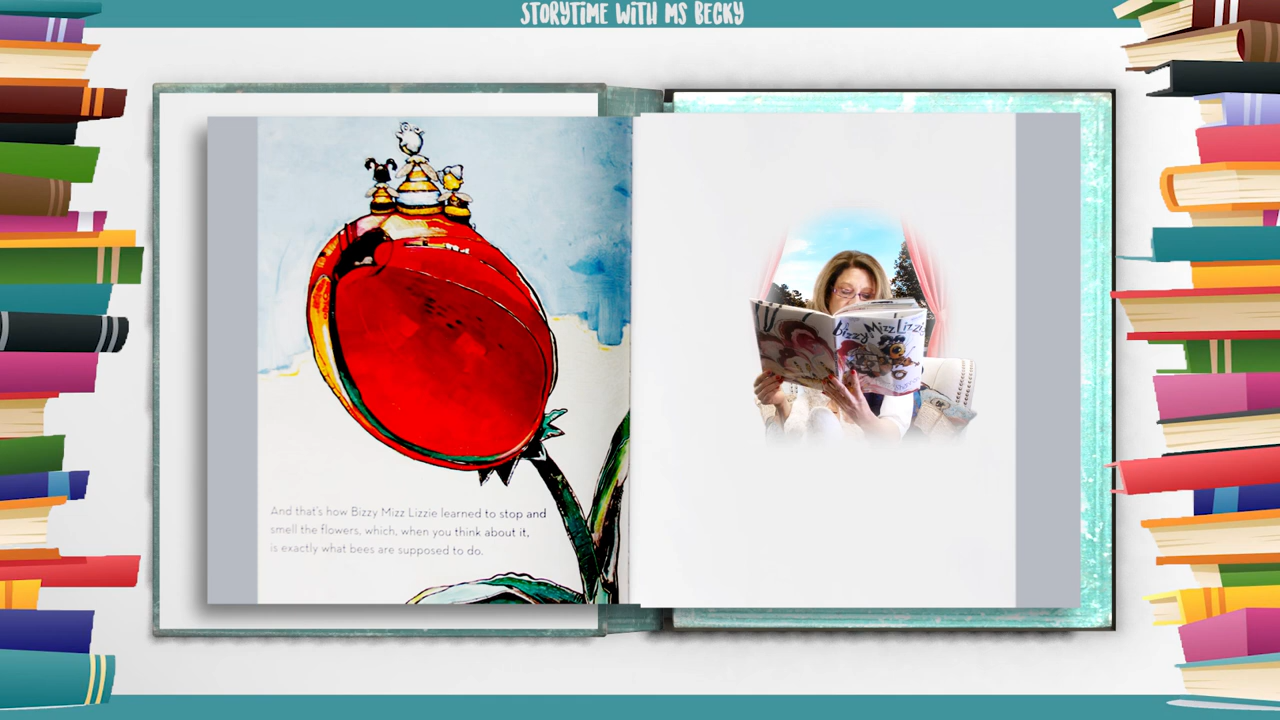 STORYTIME WITH MS BECKY
And that's how Bizzy Mizz Lizzie learned to stop and
smell the flowers, which, when you think about it,
is exactly what bees are supposed to do.
Bizzy Mizz Lizzie